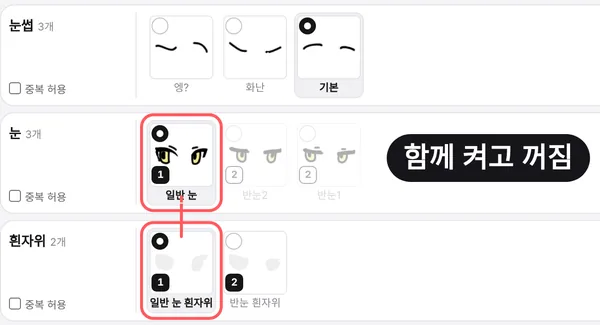 눈썹 3개
중복 허용
앵?
화난
기본
눈 3개
중복 허용
1
일반 눈
2
반눈2
2
반눈1
함께 켜고 꺼짐
흰자위 2개
중복 허용
1
일반 눈 흰자위
2
반눈 흰자위